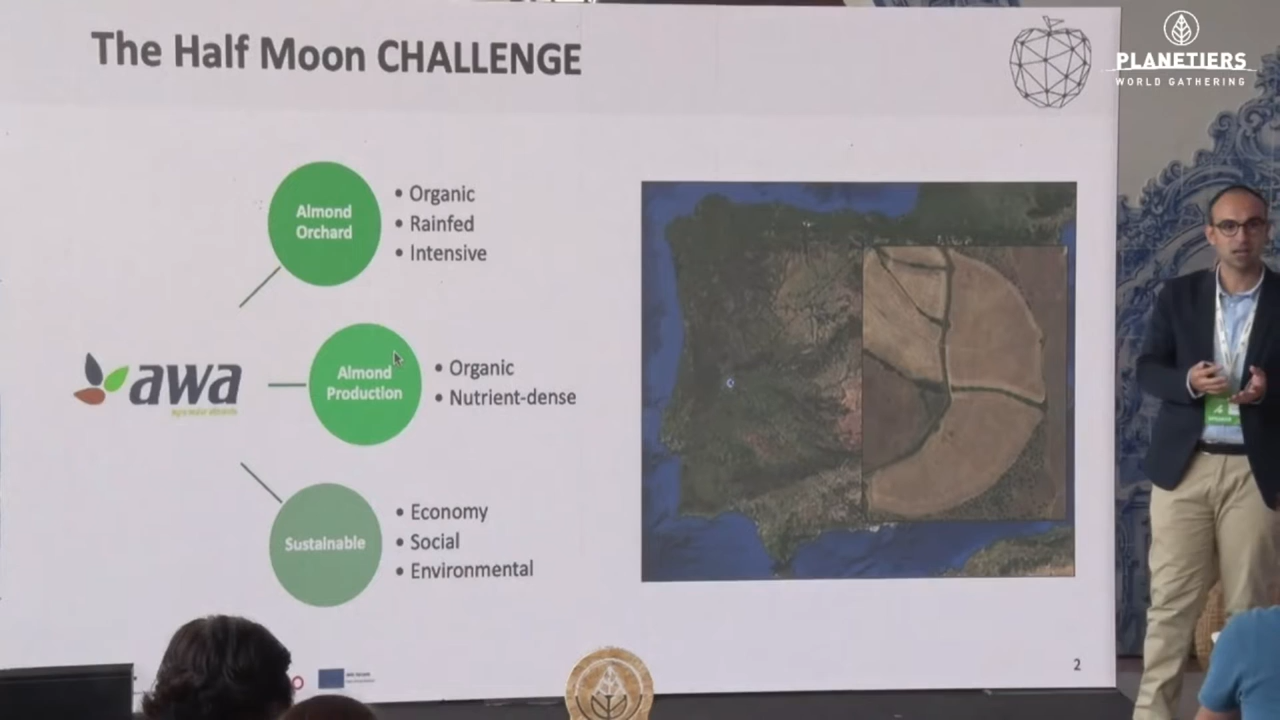 The Half Moon CHALLENGE
PLANETIERS
WORLD GATHERING
Almond
Orchard
• Organic
• Rainfed
• Intensive
awa
Almond
Production
• Organic
• Nutrient-dense
Sustainable
• Economy
• Social
• Environmental
2